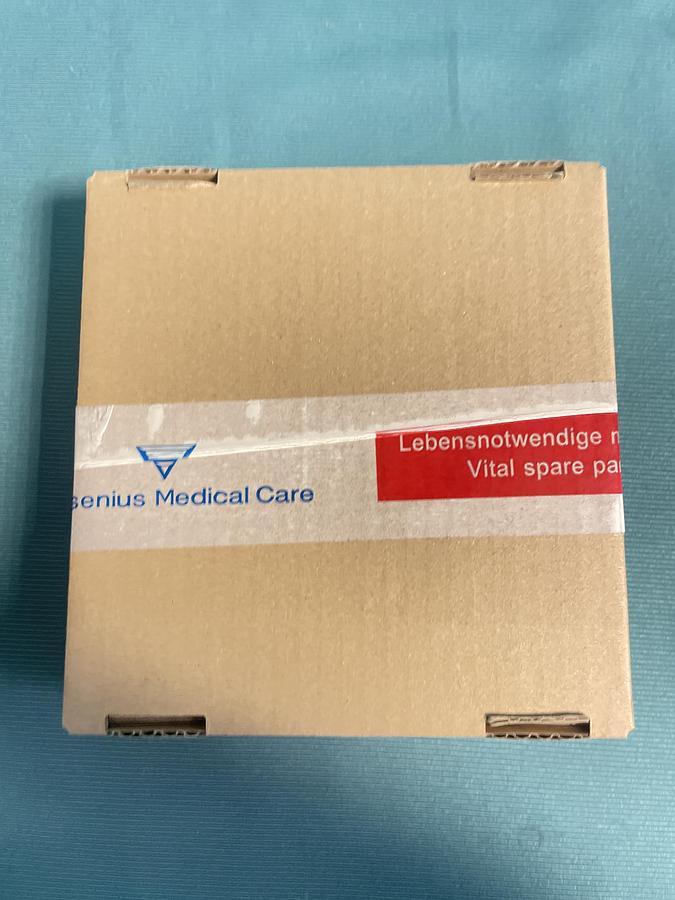 senius Medical Care
Lebensnotwendige
Vital spare